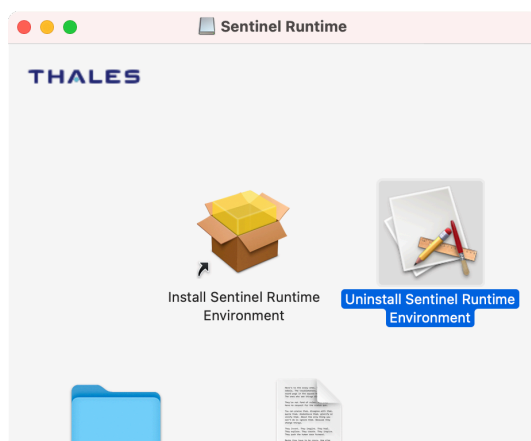 Sentinel Runtime
THALES
Install Sentinel Runtime
Environment
Uninstall Sentinel Runtime
Environment